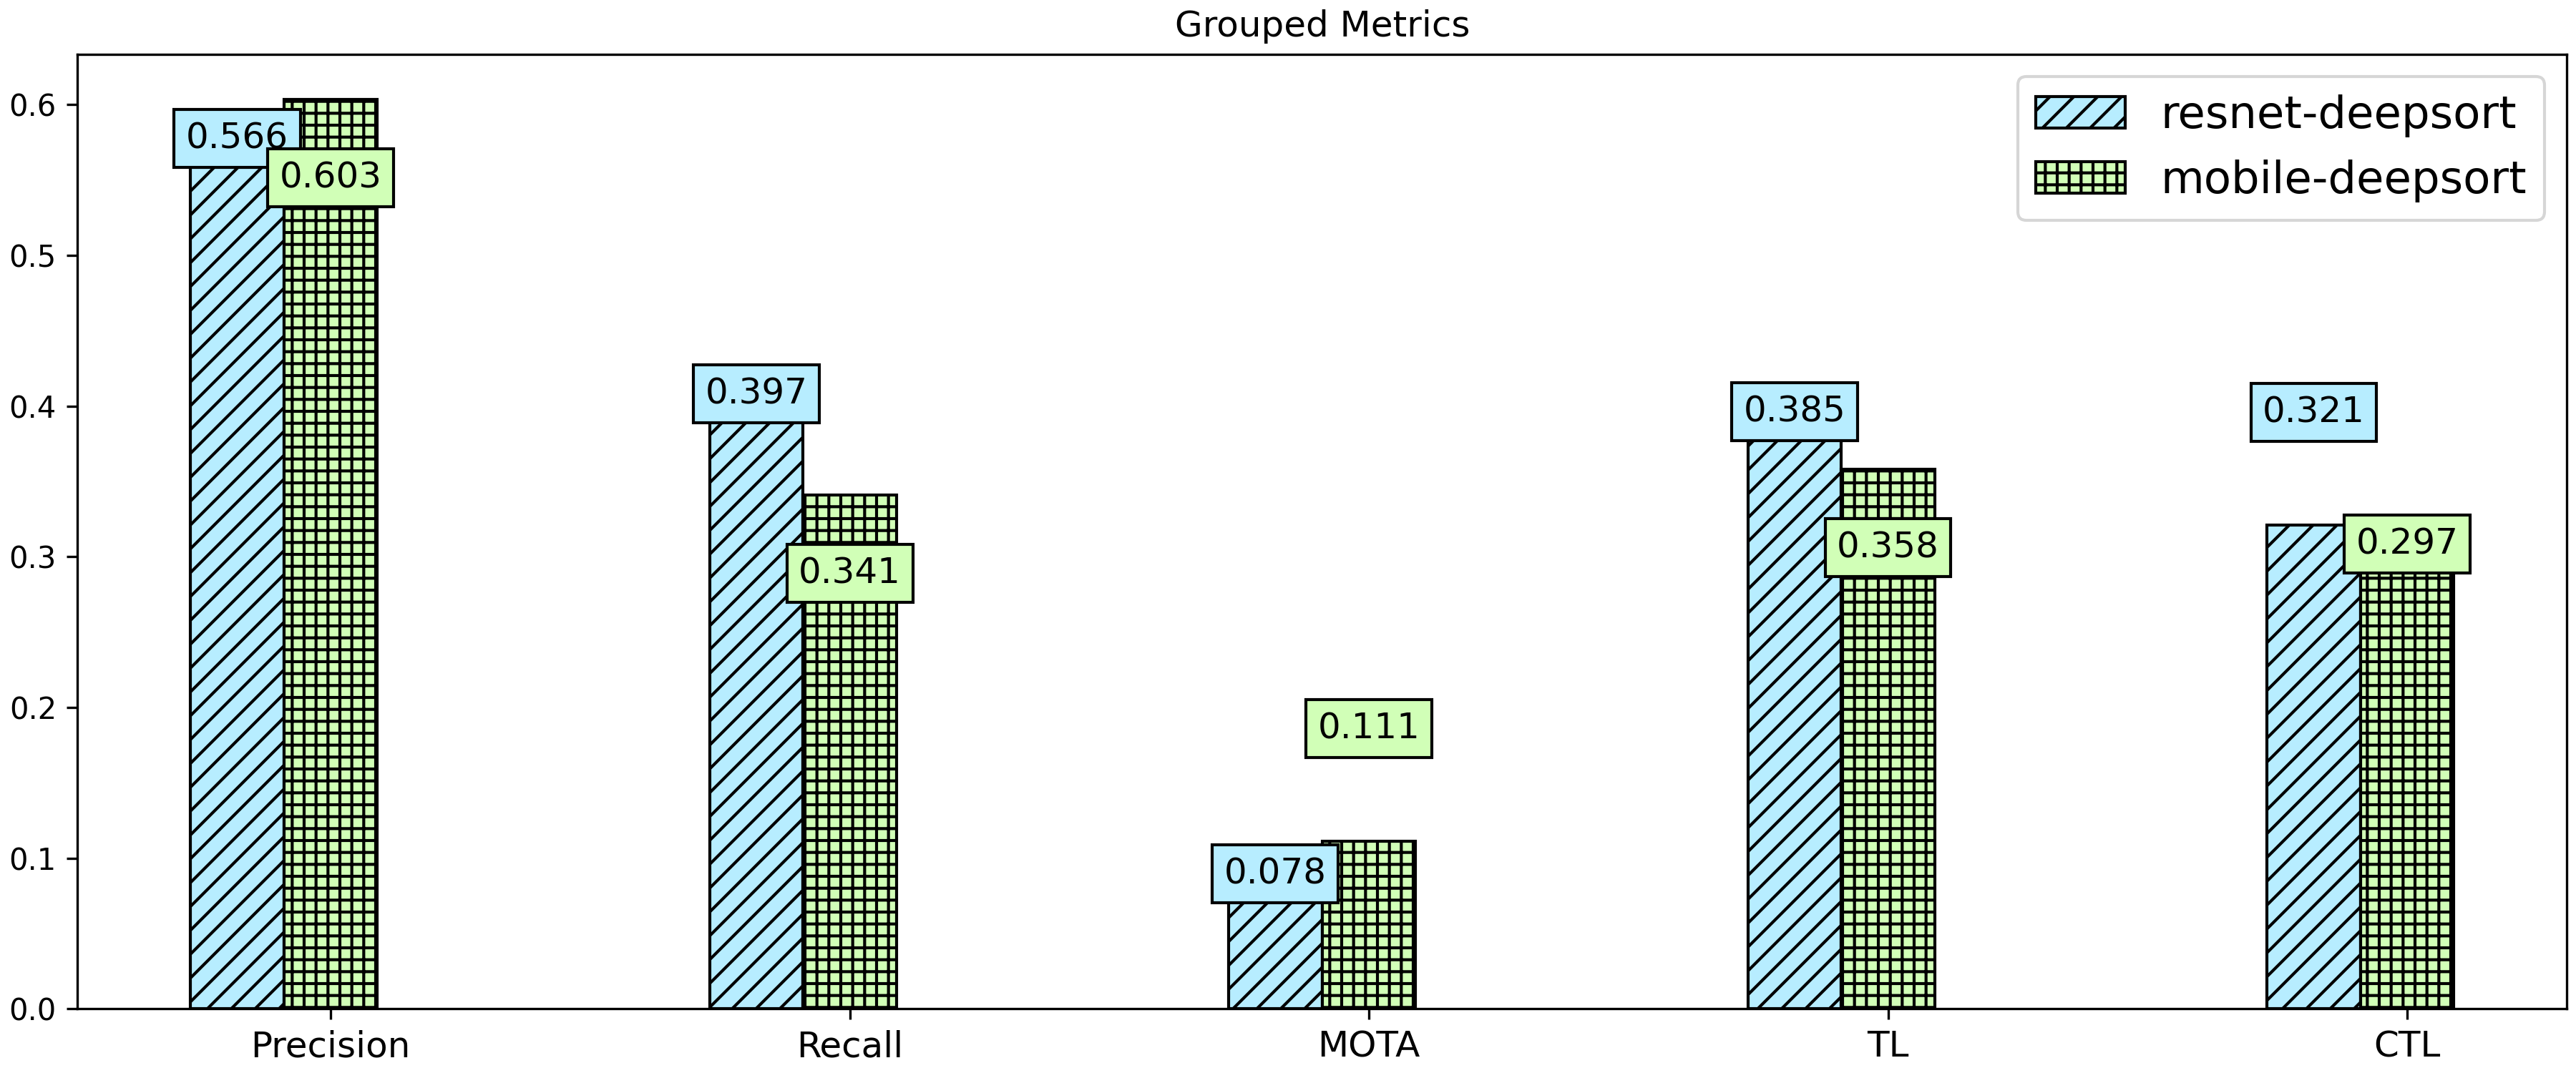 Grouped Metrics
0.6
0.5
0.4
0.3
0.2
0.1
0.0
0.566
0.603
0.397
0.341
0.078
0.111
0.385
0.358
0.321
0.297
resnet-deepsort
mobile-deepsort
Precision
Recall
MOTA
TL
CTL